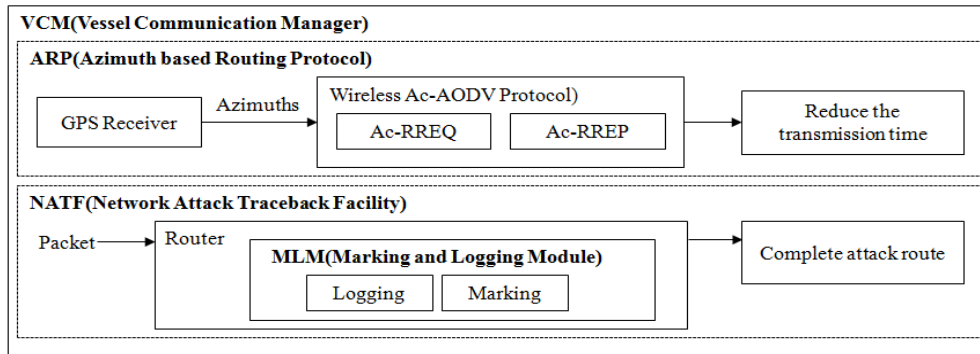 VCM(Vessel Communication Manager)
ARP(Azimuth based Routing Protocol)
GPS Receiver
Azimuths
Wireless Ac-AODV Protocol)
Ac-RREQ
Ac-RREP
Reduce the
transmission time
NATF(Network Attack Traceback Facility)
Packet
Router
MLM(Marking and Logging Module)
Logging
Marking
Complete attack route